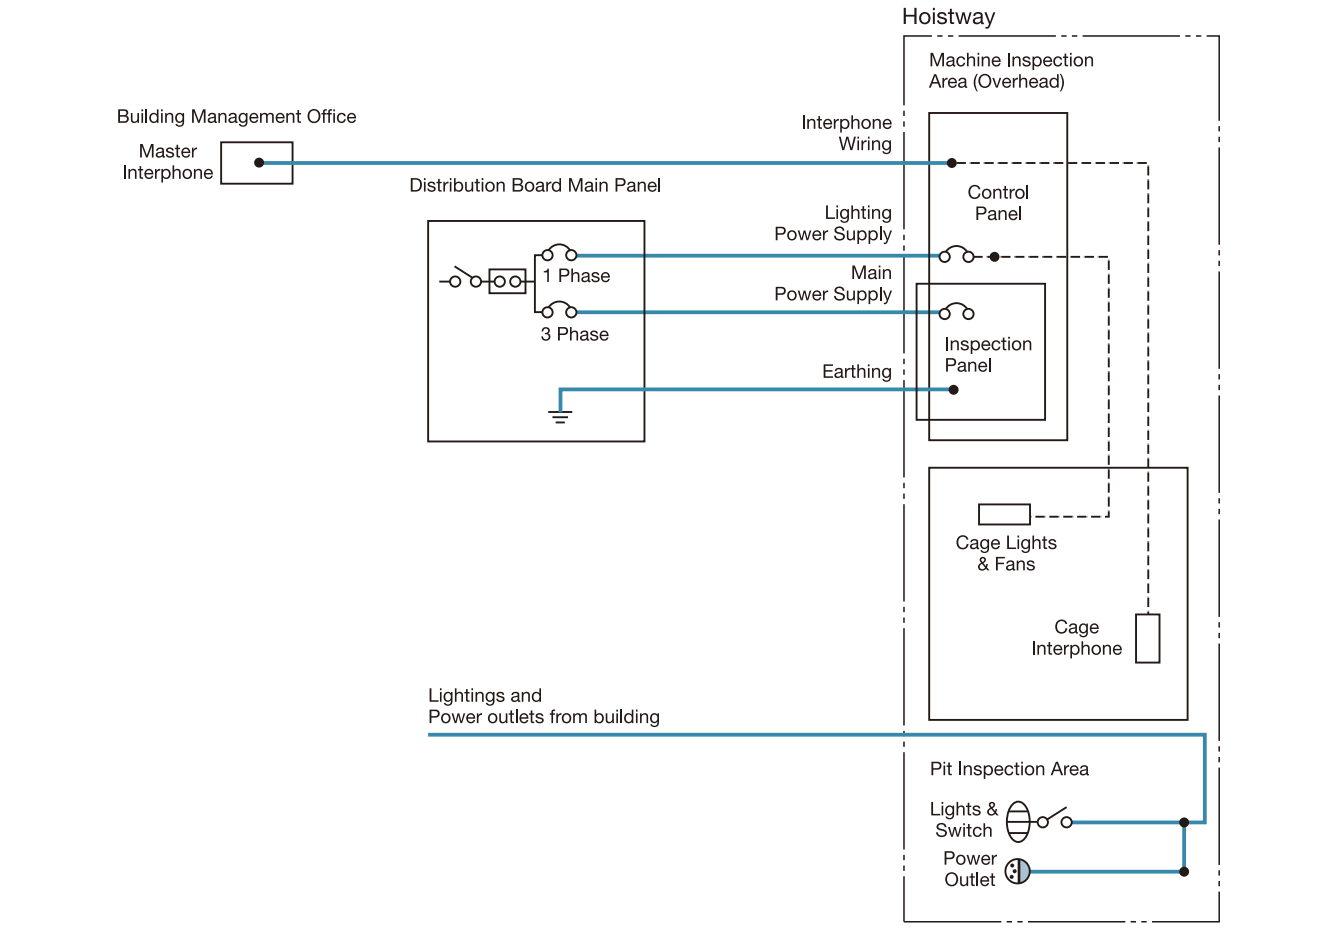 Hoistway
Machine Inspection
Area (Overhead)
Building Management Office
Master
Interphone
Interphone
Wiring
Distribution Board Main Panel
Control
Panel
Lighting
Power Supply
1 Phase
Main
Power Supply
3 Phase
Inspection
Panel
Earthing
Cage Lights
& Fans
Cage
Interphone
Lightings and
Power outlets from building
Pit Inspection Area
Lights &
Switch
Power
Outlet